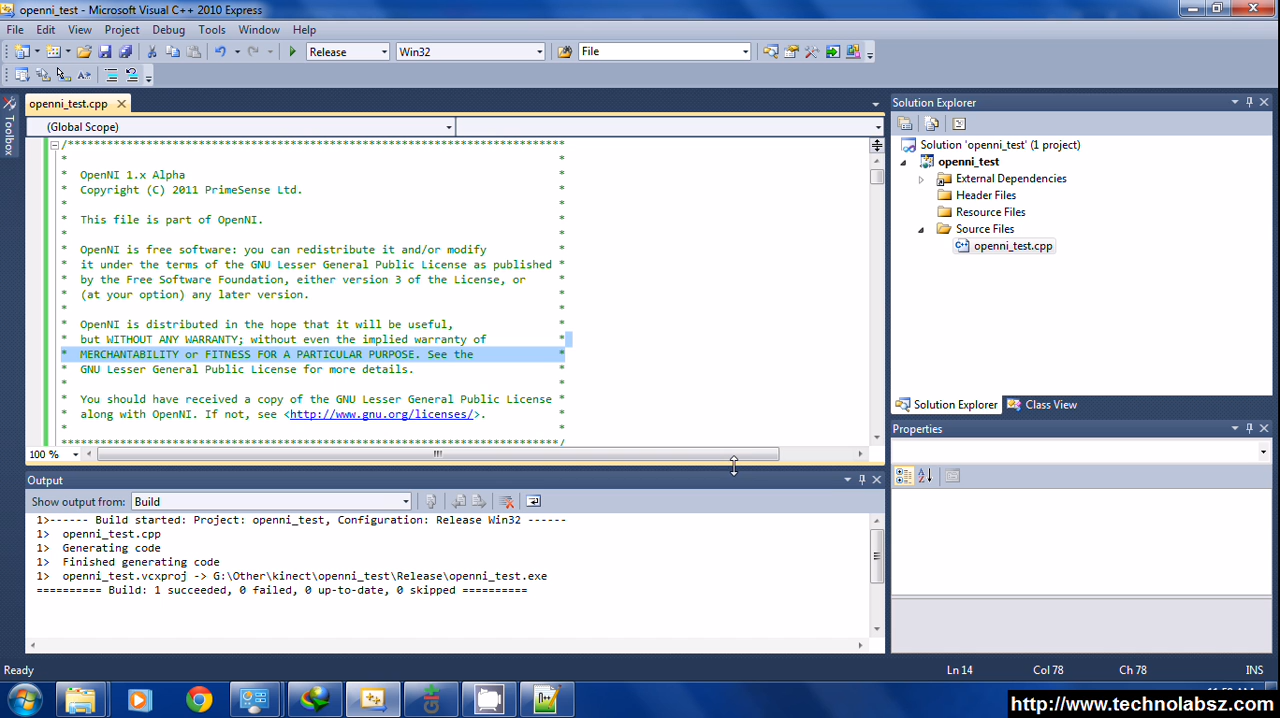 openni_test - Microsoft Visual C++ 2010 Express
File Edit View Project Debug Tools Window Help
Release Win32 File
openni_test.cpp
Toolbox
(Global Scope)
/***************************************************************************
* *
* OpenNI 1.x Alpha *
* Copyright (C) 2011 PrimeSense Ltd. *
* *
* This file is part of OpenNI. *
* *
* OpenNI is free software: you can redistribute it and/or modify *
* it under the terms of the GNU Lesser General Public License as published *
* by the Free Software Foundation, either version 3 of the License, or *
* (at your option) any later version. *
* *
* OpenNI is distributed in the hope that it will be useful, *
* but WITHOUT ANY WARRANTY; without even the implied warranty of *
* MERCHANTABILITY or FITNESS FOR A PARTICULAR PURPOSE. See the *
* GNU Lesser General Public License for more details. *
* *
* You should have received a copy of the GNU Lesser General Public License *
* along with OpenNI. If not, see <http://www.gnu.org/licenses/>. *
* *
***************************************************************************/
100 %
Solution Explorer
Solution 'openni_test' (1 project)
openni_test
External Dependencies
Header Files
Resource Files
Source Files
openni_test.cpp
Solution Explorer Class View
Properties
Output
Show output from: Build
1>------ Build started: Project: openni_test, Configuration: Release Win32 ------
1> openni_test.cpp
1> Generating code
1> Finished generating code
1> openni_test.vcxproj -> G:\Other\kinect\openni_test\Release\openni_test.exe
========== Build: 1 succeeded, 0 failed, 0 up-to-date, 0 skipped ==========
Ready Ln 14 Col 78 Ch 78 INS
http://www.technolabsz.com